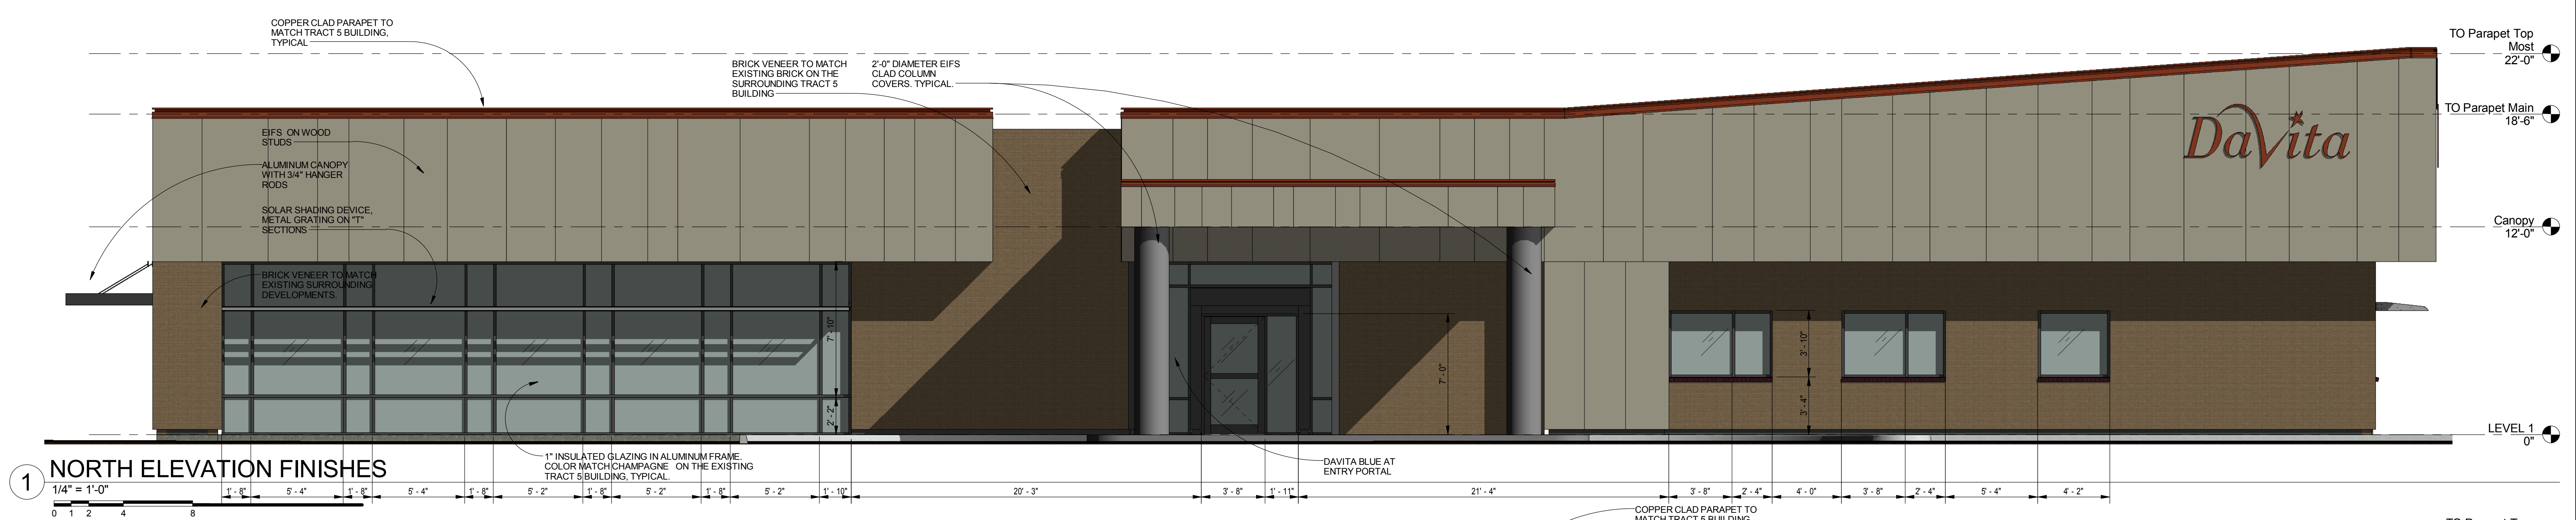 COPPER CLAD PARAPET TO
MATCH TRACT 5 BUILDING,
TYPICAL
BRICK VENEER TO MATCH
EXISTING BRICK ON THE
SURROUNDING TRACT 5
BUILDING
2'-0" DIAMETER EIFS
CLAD COLUMN
COVERS. TYPICAL.
TO Parapet Top
Most
22'-0"
TO Parapet Main
18'-6"
DaVita
EIFS ON WOOD
STUDS
ALUMINUM CANOPY
WITH 3/4" HANGER
RODS
SOLAR SHADING DEVICE,
METAL GRATING ON "T"
SECTIONS
Canopy
12'-0"
BRICK VENEER TO MATCH
EXISTING SURROUNDING
DEVELOPMENTS.
7' - 10"
2' - 2"
7' - 0"
3' - 10"
3' - 4"
LEVEL 1
0"
1" INSULATED GLAZING IN ALUMINUM FRAME.
COLOR MATCH CHAMPAGNE ON THE EXISTING
TRACT 5 BUILDING, TYPICAL.
DAVITA BLUE AT
ENTRY PORTAL
1
NORTH ELEVATION FINISHES
1/4" = 1'-0"
1' - 8" 5' - 4" 1' - 8" 5' - 4" 1' - 8" 5' - 2" 1' - 8" 5' - 2" 1' - 8" 5' - 2" 1' - 10" 20' - 3" 3' - 8" 1' - 11" 21' - 4" 3' - 8" 2' - 4" 4' - 0" 3' - 8" 2' - 4" 5' - 4" 4' - 2"
0 1 2 4 8
COPPER CLAD PARAPET TO
MATCH TRACT 5 BUILDING,